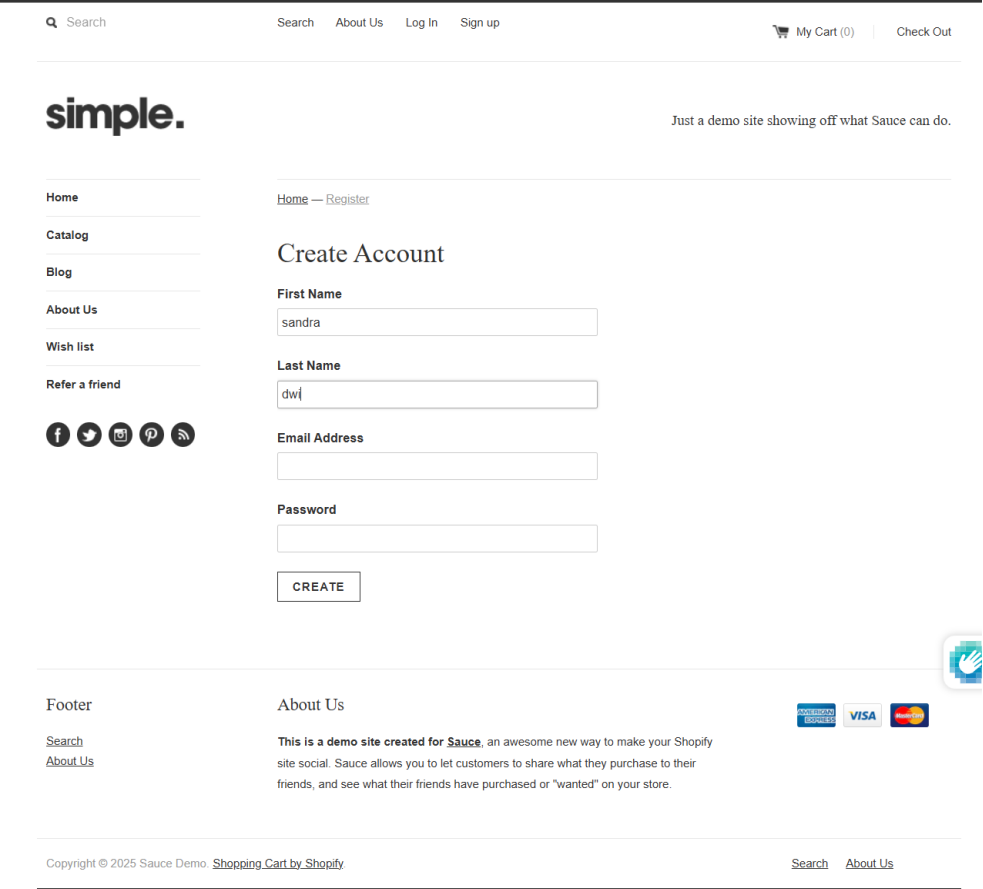 Search
Search About Us Log In Sign up
My Cart (0) Check Out
simple.
Just a demo site showing off what Sauce can do.
Home
Catalog
Blog
About Us
Wish list
Refer a friend
Home — Register
Create Account
First Name
sandra
Last Name
dwi
Email Address
Password
CREATE
Footer
Search
About Us
About Us
This is a demo site created for Sauce, an awesome new way to make your Shopify
site social. Sauce allows you to let customers to share what they purchase to their
friends, and see what their friends have purchased or "wanted" on your store.
AMERICAN EXPRESS
VISA
MasterCard
Copyright © 2025 Sauce Demo. Shopping Cart by Shopify.
Search About Us